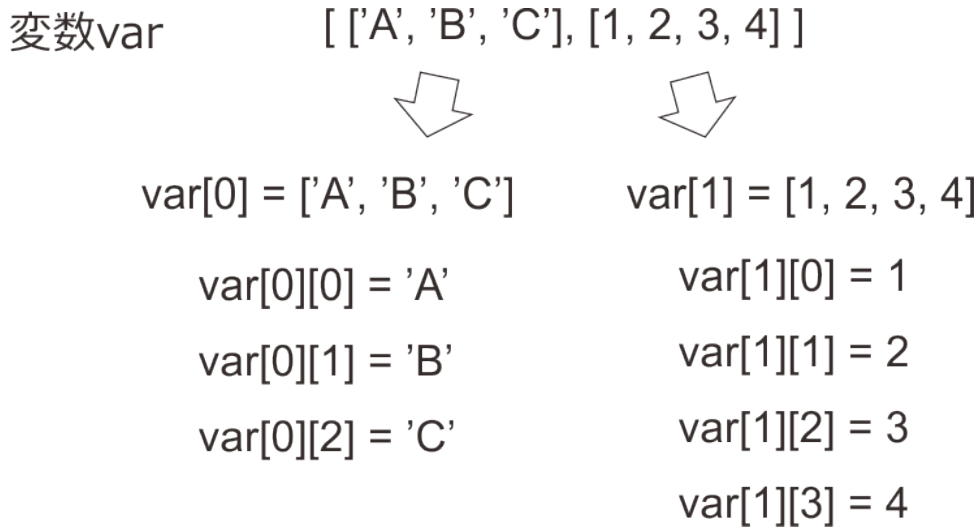 変数var [ [’A’, ’B’, ’C’], [1, 2, 3, 4] ]
var[0] = [’A’, ’B’, ’C’]
var[0][0] = ’A’
var[0][1] = ’B’
var[0][2] = ’C’
var[1] = [1, 2, 3, 4]
var[1][0] = 1
var[1][1] = 2
var[1][2] = 3
var[1][3] = 4